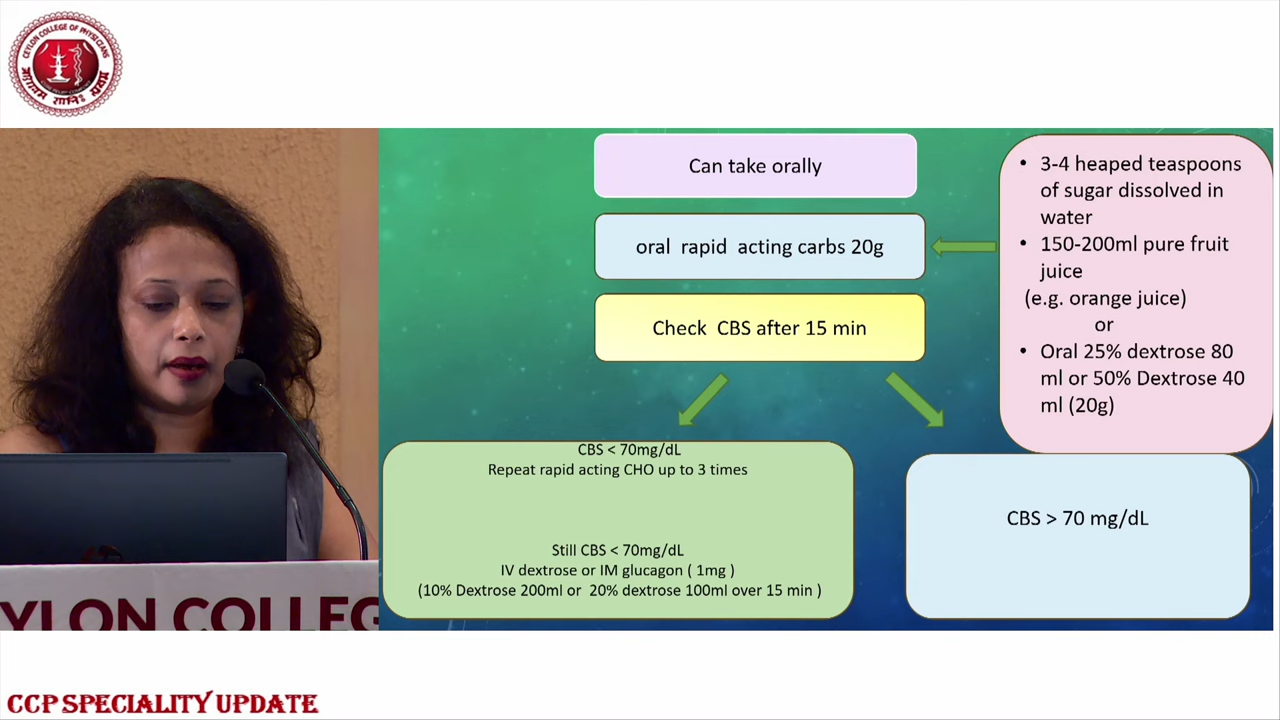 CEYLON COLLEGE OF PHYSICIANS
Can take orally
oral rapid acting carbs 20g
Check CBS after 15 min
• 3-4 heaped teaspoons
of sugar dissolved in
water
• 150-200ml pure fruit
juice
(e.g. orange juice)
or
• Oral 25% dextrose 80
ml or 50% Dextrose 40
ml (20g)
CBS < 70mg/dL
Repeat rapid acting CHO up to 3 times
Still CBS < 70mg/dL
IV dextrose or IM glucagon ( 1mg )
(10% Dextrose 200ml or 20% dextrose 100ml over 15 min )
CBS > 70 mg/dL
YLON COLLEG
CCP SPECIALITY UPDATE